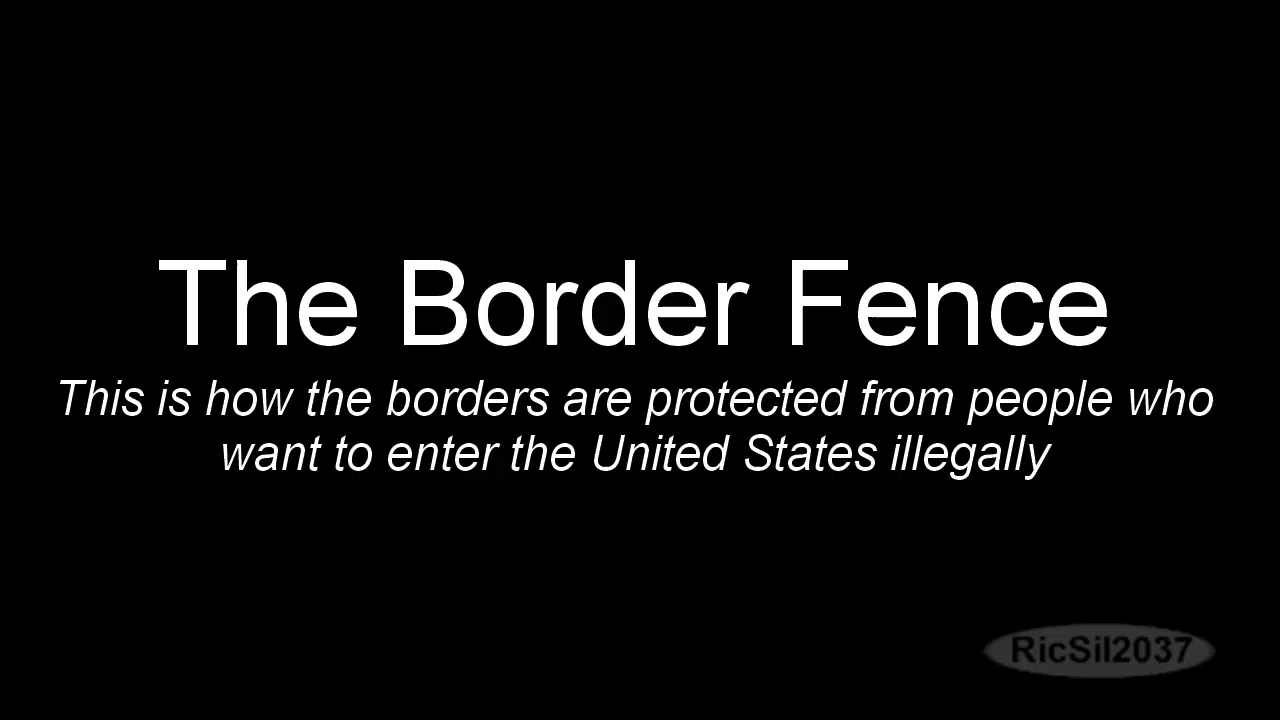 The Border Fence
This is how the borders are protected from people who
want to enter the United States illegally
RicSil2037